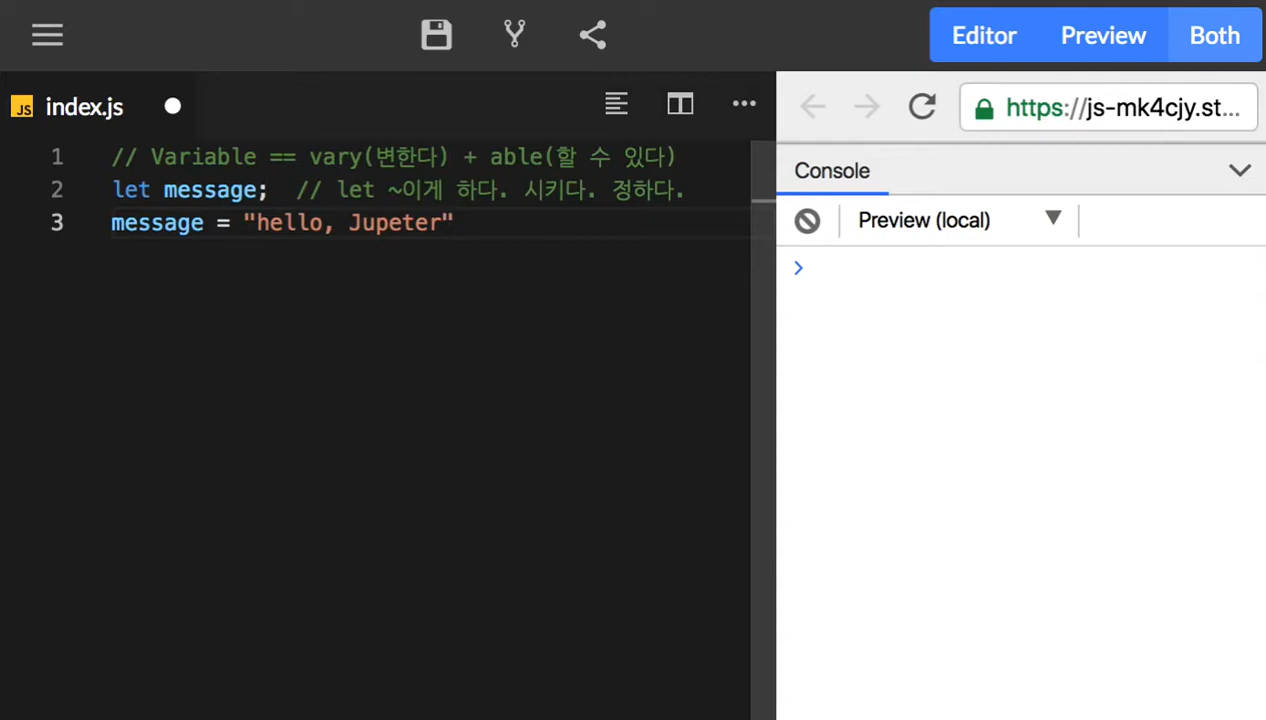 Editor Preview Both
JS index.js
https://js-mk4cjy.st...
1 // Variable == vary(변한다) + able(할 수 있다)
2 let message; // let ~이게 하다. 시키다. 정하다.
3 message = "hello, Jupeter"
Console
Preview (local)